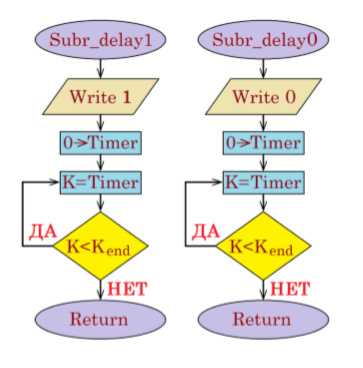 Subr_delay1
Write 1
0→Timer
K=Timer
ДА
K<Kend
НЕТ
Return
Subr_delay0
Write 0
0→Timer
K=Timer
ДА
K<Kend
НЕТ
Return